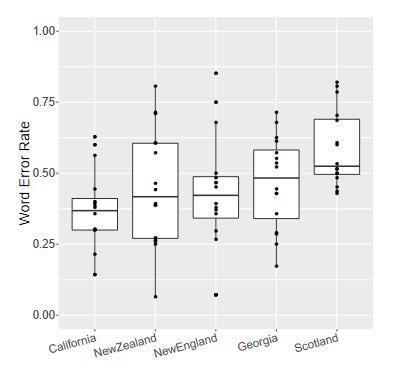 1.00
0.75
0.50
0.25
0.00
Word Error Rate
California
NewZealand
NewEngland
Georgia
Scotland